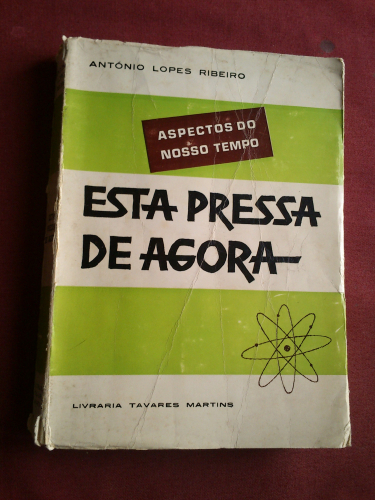 ANTÓNIO LOPES RIBEIRO
ASPECTOS DO
NOSSO TEMPO
ESTA PRESSA
DE AGORA
LIVRARIA TAVARES MARTINS